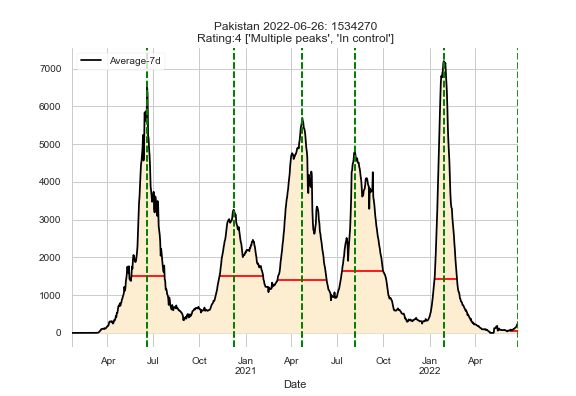 Pakistan 2022-06-26: 1534270
Rating:4 ['Multiple peaks', 'In control']
Average-7d
7000
6000
5000
4000
3000
2000
1000
0
Apr Jul Oct Jan Apr Jul Oct Jan Apr
2021 2022
Date